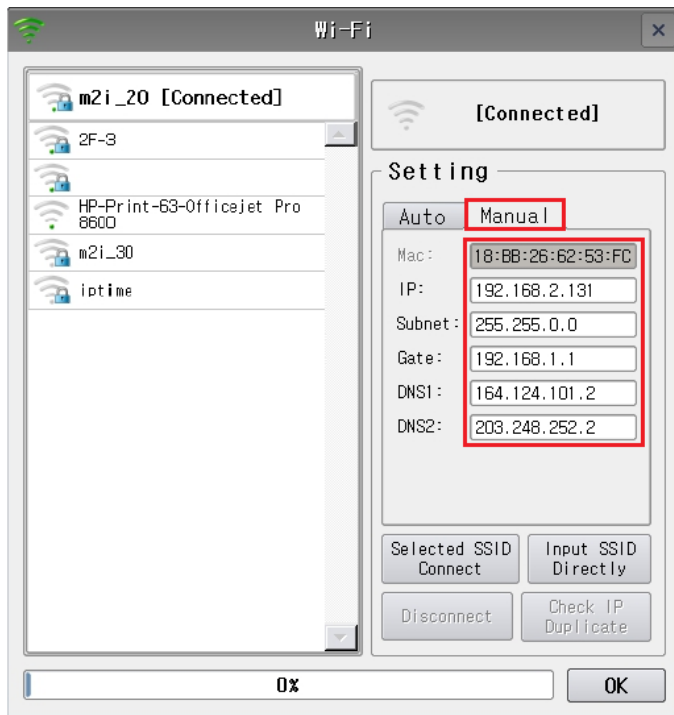 Wi-Fi
m2i_20 [Connected]
2F-3
HP-Print-63-Officejet Pro
8600
m2i_30
iptime
[Connected]
Setting
Auto
Manual
Mac: 18:BB:26:62:53:FC
IP: 192.168.2.131
Subnet: 255.255.0.0
Gate: 192.168.1.1
DNS1: 164.124.101.2
DNS2: 203.248.252.2
Selected SSID
Connect
Input SSID
Directly
Disconnect
Check IP
Duplicate
0%
OK